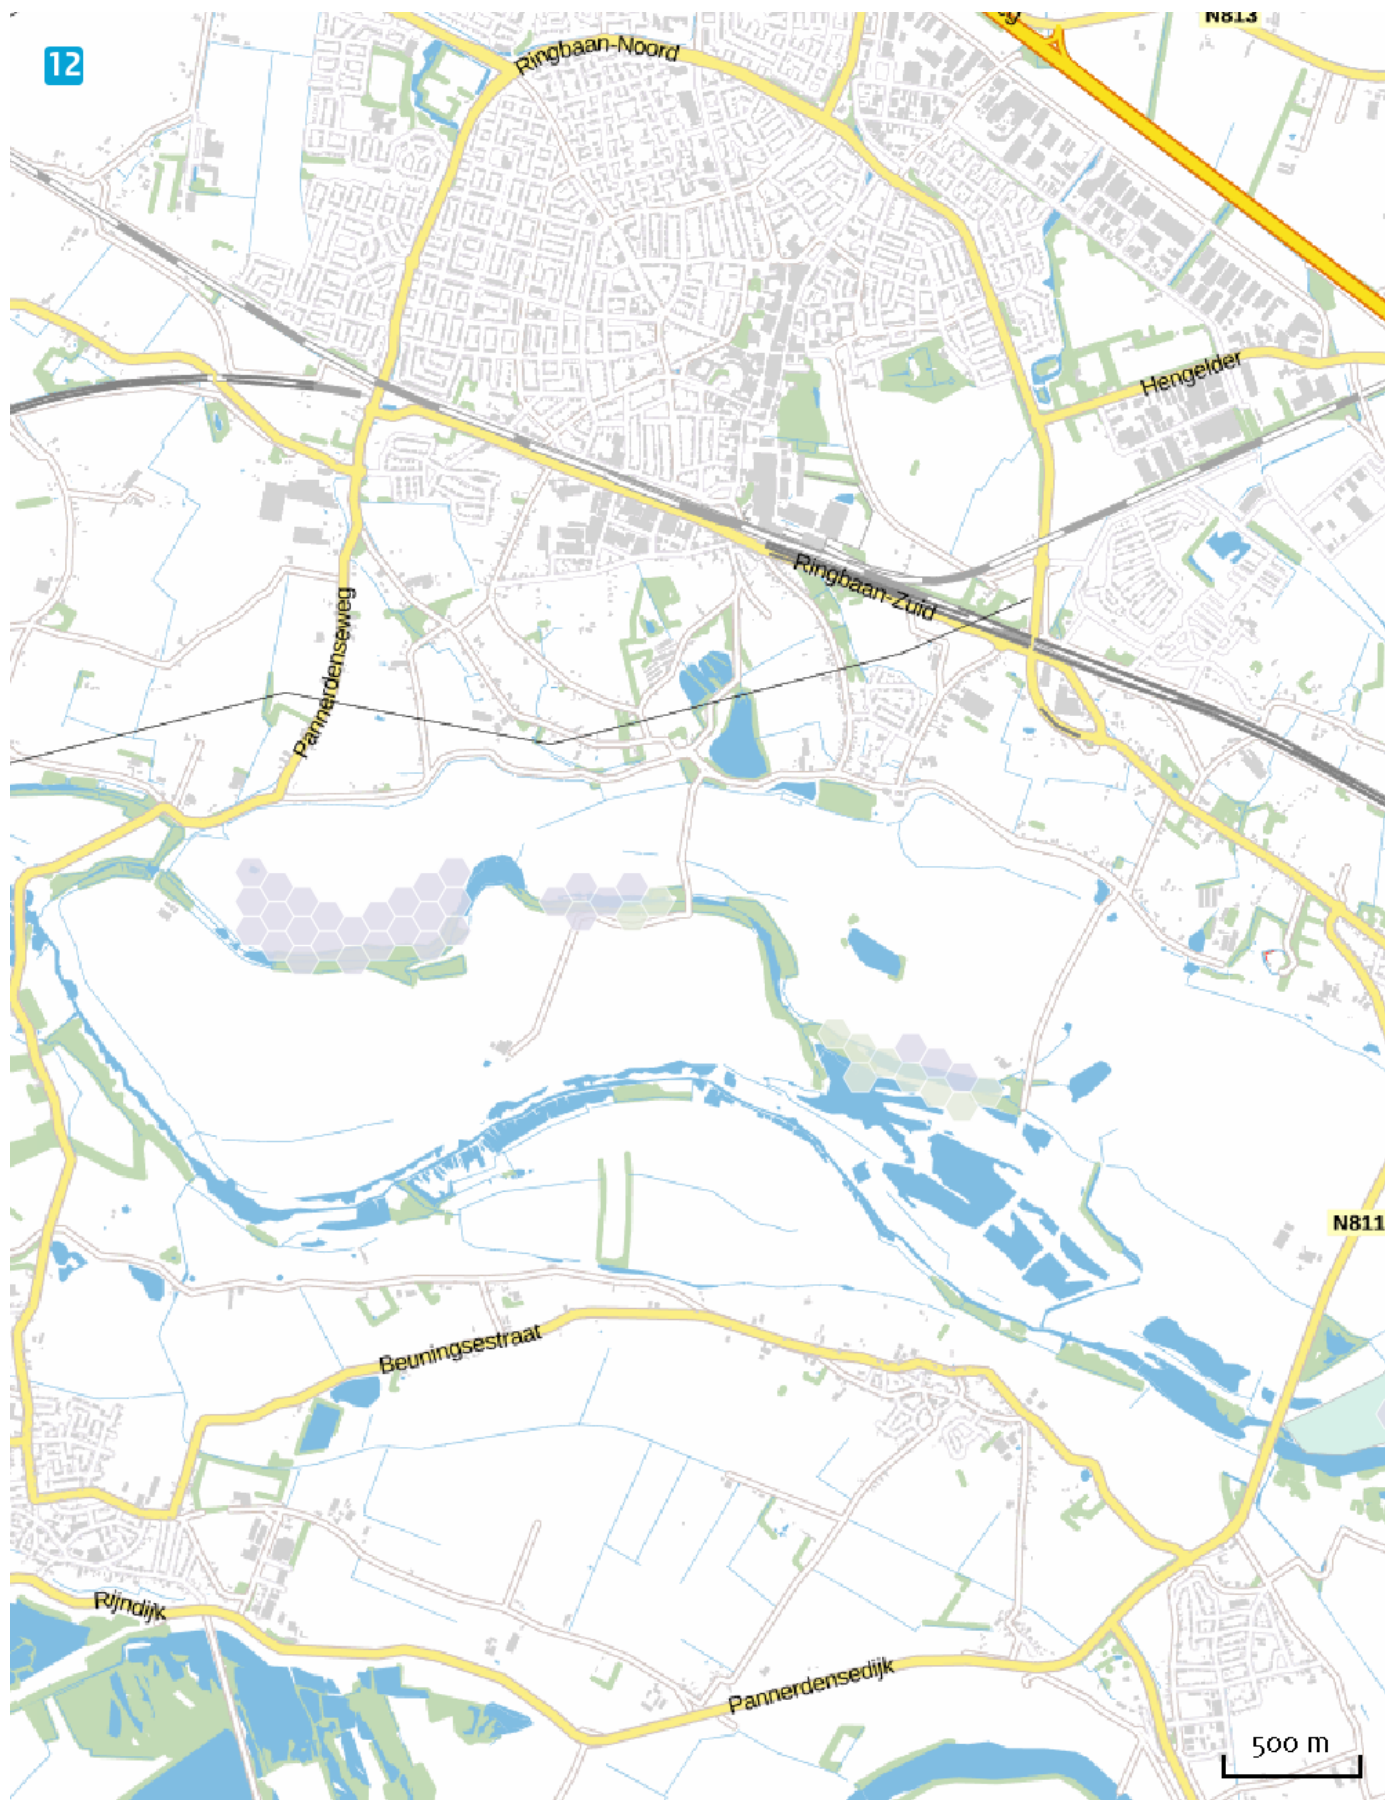 N813
12
Ringbaan-Noord
Hengelder
Ringbaan-Zuid
Pannerdenseweg
N811
Beuningsestraat
Rijndijk
Pannerdensedijk
500 m